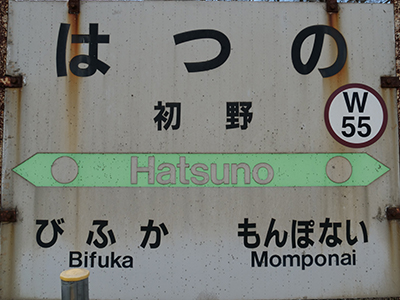 はつの
初野
W
55
Hatsuno
びふか もんぽない
Bifuka Momponai